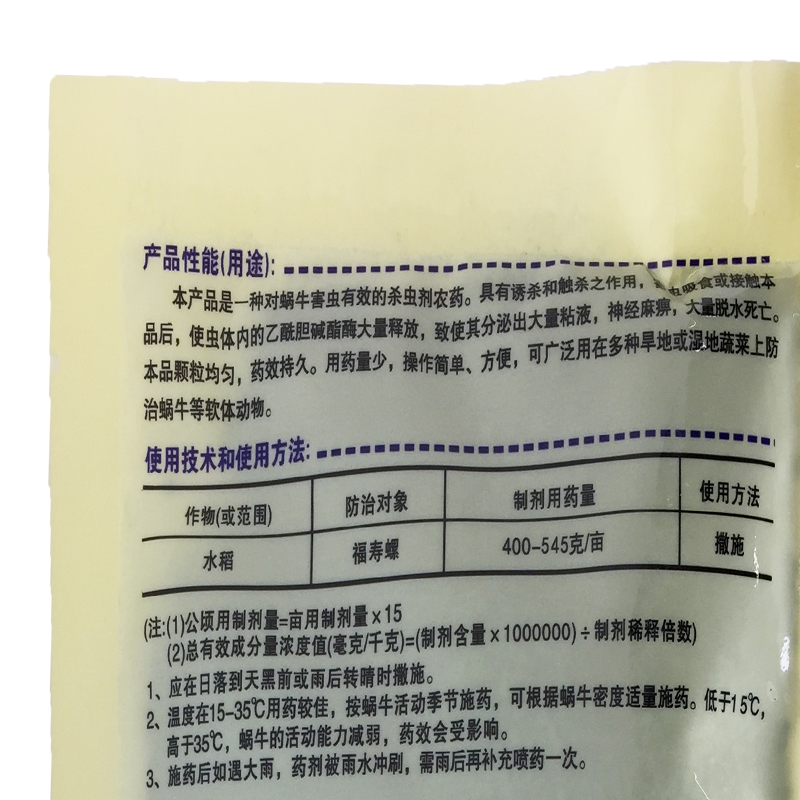 产品性能(用途):
本产品是一种对蜗牛害虫有效的杀虫剂农药。具有诱杀和触杀之作用，虫吸食或接触本
品后，使虫体内的乙酰胆碱酯酶大量释放，致使其分泌出大量粘液，神经麻痹，大量脱水死亡。
本品颗粒均匀，药效持久。用药量少，操作简单、方便，可广泛用在多种旱地或湿地蔬菜上防
治蜗牛等软体动物。
使用技术和使用方法:
作物(或范围) 防治对象 制剂用药量 使用方法
水稻 福寿螺 400-545克/亩 撒施
(注:(1)公顷用制剂量=亩用制剂量×15
(2)总有效成分量浓度值(毫克/千克)=(制剂含量×1000000)÷制剂稀释倍数)
1、应在日落到天黑前或雨后转晴时撒施。
2、温度在15-35℃用药较佳，按蜗牛活动季节施药，可根据蜗牛密度适量施药。低于15℃，
高于35℃，蜗牛的活动能力减弱，药效会受影响。
3、施药后如遇大雨，药剂被雨水冲刷，需雨后再补充喷药一次。